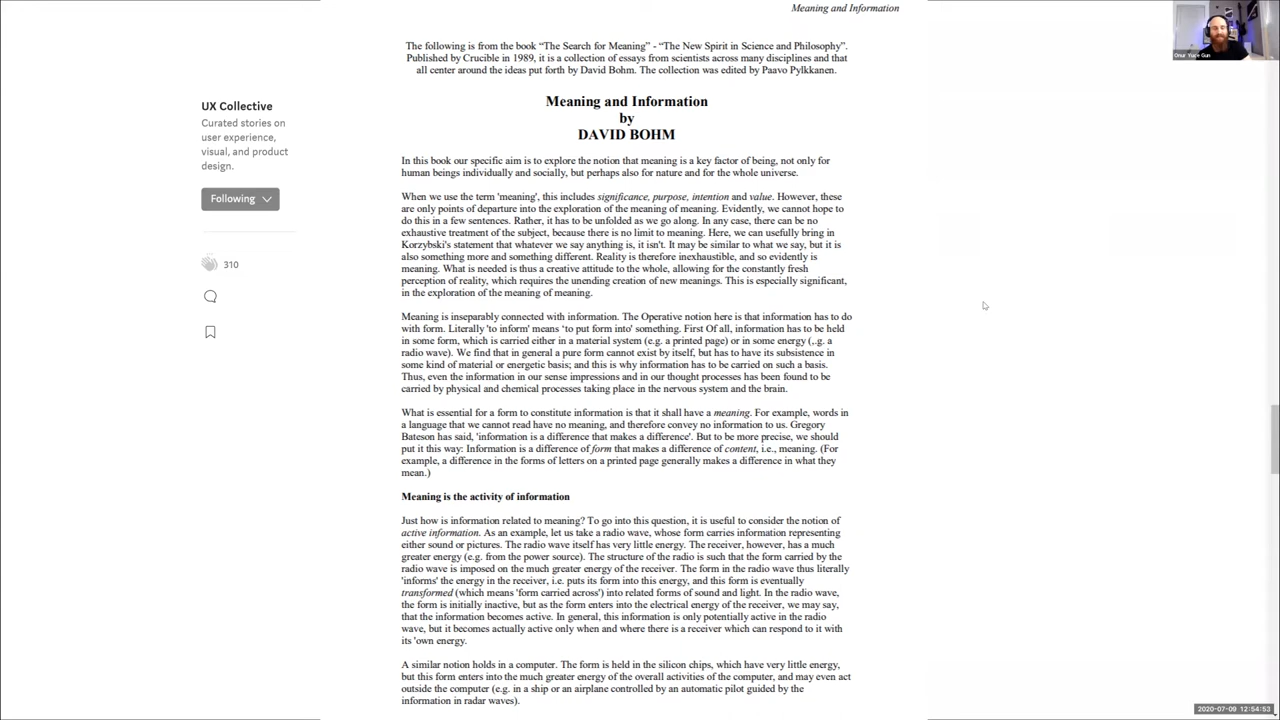 Meaning and Information
The following is from the book “The Search for Meaning” - “The New Spirit in Science and Philosophy”.
Published by Crucible in 1989, it is a collection of essays from scientists across many disciplines and that
all center around the ideas put forth by David Bohm. The collection was edited by Paavo Pylkkanen.
UX Collective
Curated stories on
user experience,
visual, and product
design.
Following
310
Meaning and Information
by
DAVID BOHM
In this book our specific aim is to explore the notion that meaning is a key factor of being, not only for
human beings individually and socially, but perhaps also for nature and for the whole universe.
When we use the term 'meaning', this includes significance, purpose, intention and value. However, these
are only points of departure into the exploration of the meaning of meaning. Evidently, we cannot hope to
do this in a few sentences. Rather, it has to be unfolded as we go along. In any case, there can be no
exhaustive treatment of the subject, because there is no limit to meaning. Here, we can usefully bring in
Korzybski's statement that whatever we say anything is, it isn't. It may be similar to what we say, but it is
also something more and something different. Reality is therefore inexhaustible, and so evidently is
meaning. What is needed is thus a creative attitude to the whole, allowing for the constantly fresh
perception of reality, which requires the unending creation of new meanings. This is especially significant,
in the exploration of the meaning of meaning.
Meaning is inseparably connected with information. The Operative notion here is that information has to do
with form. Literally 'to inform' means ‘to put form into' something. First Of all, information has to be held
in some form, which is carried either in a material system (e.g. a printed page) or in some energy (,.g. a
radio wave). We find that in general a pure form cannot exist by itself, but has to have its subsistence in
some kind of material or energetic basis; and this is why information has to be carried on such a basis.
Thus, even the information in our sense impressions and in our thought processes has been found to be
carried by physical and chemical processes taking place in the nervous system and the brain.
What is essential for a form to constitute information is that it shall have a meaning. For example, words in
a language that we cannot read have no meaning, and therefore convey no information to us. Gregory
Bateson has said, 'information is a difference that makes a difference'. But to be more precise, we should
put it this way: Information is a difference of form that makes a difference of content, i.e., meaning. (For
example, a difference in the forms of letters on a printed page generally makes a difference in what they
mean.)
Meaning is the activity of information
Just how is information related to meaning? To go into this question, it is useful to consider the notion of
active information. As an example, let us take a radio wave, whose form carries information representing
either sound or pictures. The radio wave itself has very little energy. The receiver, however, has a much
greater energy (e.g. from the power source). The structure of the radio is such that the form carried by the
radio wave is imposed on the much greater energy of the receiver. The form in the radio wave thus literally
'informs' the energy in the receiver, i.e. puts its form into this energy, and this form is eventually
transformed (which means 'form carried across') into related forms of sound and light. In the radio wave,
the form is initially inactive, but as the form enters into the electrical energy of the receiver, we may say,
that the information becomes active. In general, this information is only potentially active in the radio
wave, but it becomes actually active only when and where there is a receiver which can respond to it with
its 'own energy.
A similar notion holds in a computer. The form is held in the silicon chips, which have very little energy,
but this form enters into the much greater energy of the overall activities of the computer, and may even act
outside the computer (e.g. in a ship or an airplane controlled by an automatic pilot guided by the
information in radar waves).
Onur Yuce Gun
2020-07-09 12:54:53